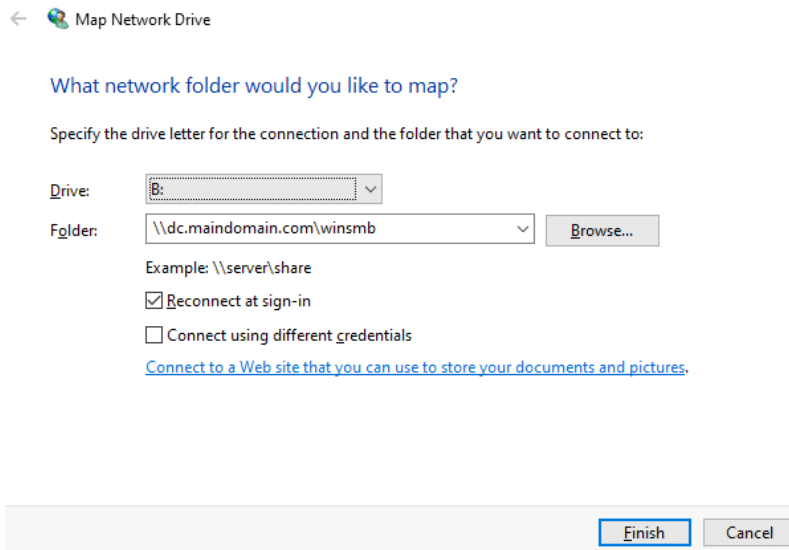 Map Network Drive
What network folder would you like to map?
Specify the drive letter for the connection and the folder that you want to connect to:
Drive: B:
Folder: \\dc.maindomain.com\winsmb Browse...
Example: \\server\share
Reconnect at sign-in
Connect using different credentials
Connect to a Web site that you can use to store your documents and pictures.
Finish Cancel